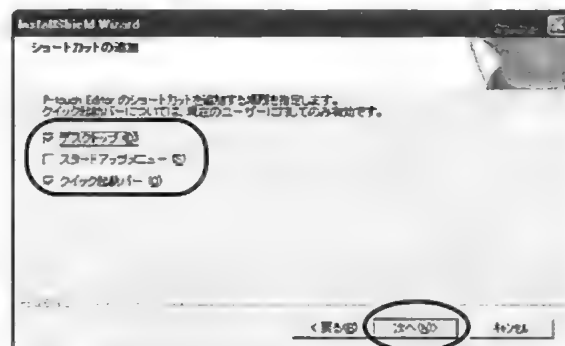 InstallShield Wizard
ショートカットの追加
P-touch Editor のショートカットを追加する場所を指定します。
クイック起動バーについては、現在のユーザーに対してのみ有効です。
デスクトップ(D)
スタートアップメニュー(S)
クイック起動バー(Q)
< 戻る(B)
次へ(N) >
キャンセル